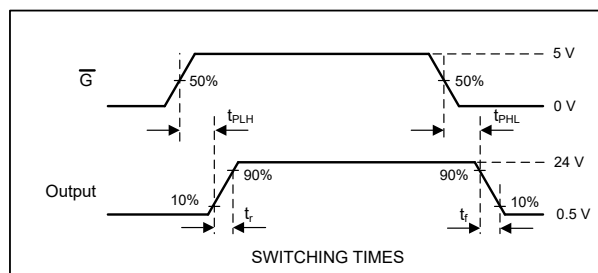 5 V
G
50%
50%
0 V
tPLH
tPHL
24 V
90%
90%
Output
10%
10%
0.5 V
tr
tf
SWITCHING TIMES